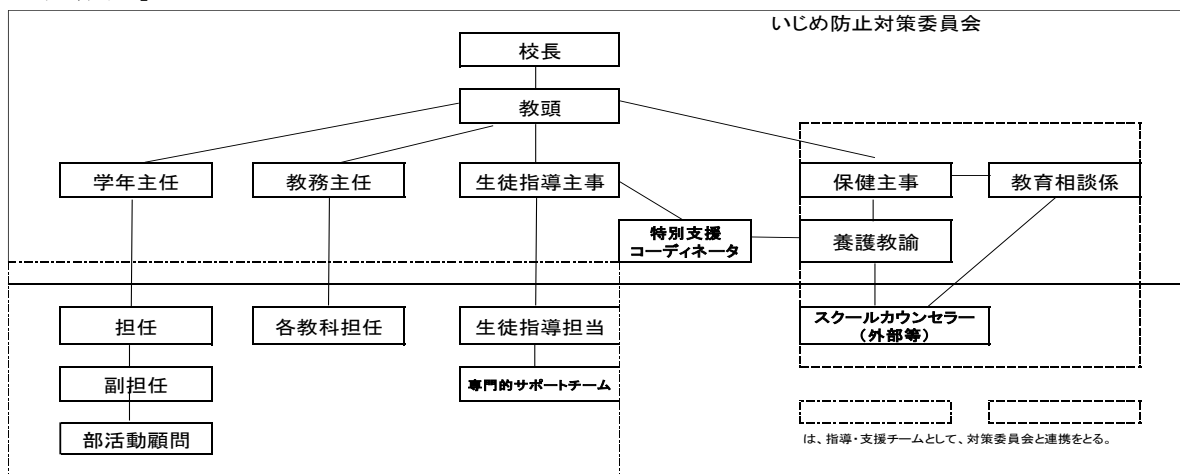 いじめ防止対策委員会
校長
教頭
学年主任
教務主任
生徒指導主事
保健主事
教育相談係
特別支援
コーディネータ
養護教諭
担任
各教科担任
生徒指導担当
スクールカウンセラー
(外部等)
副担任
専門的サポートチーム
部活動顧問
は、指導・支援チームとして、対策委員会と連携をとる。